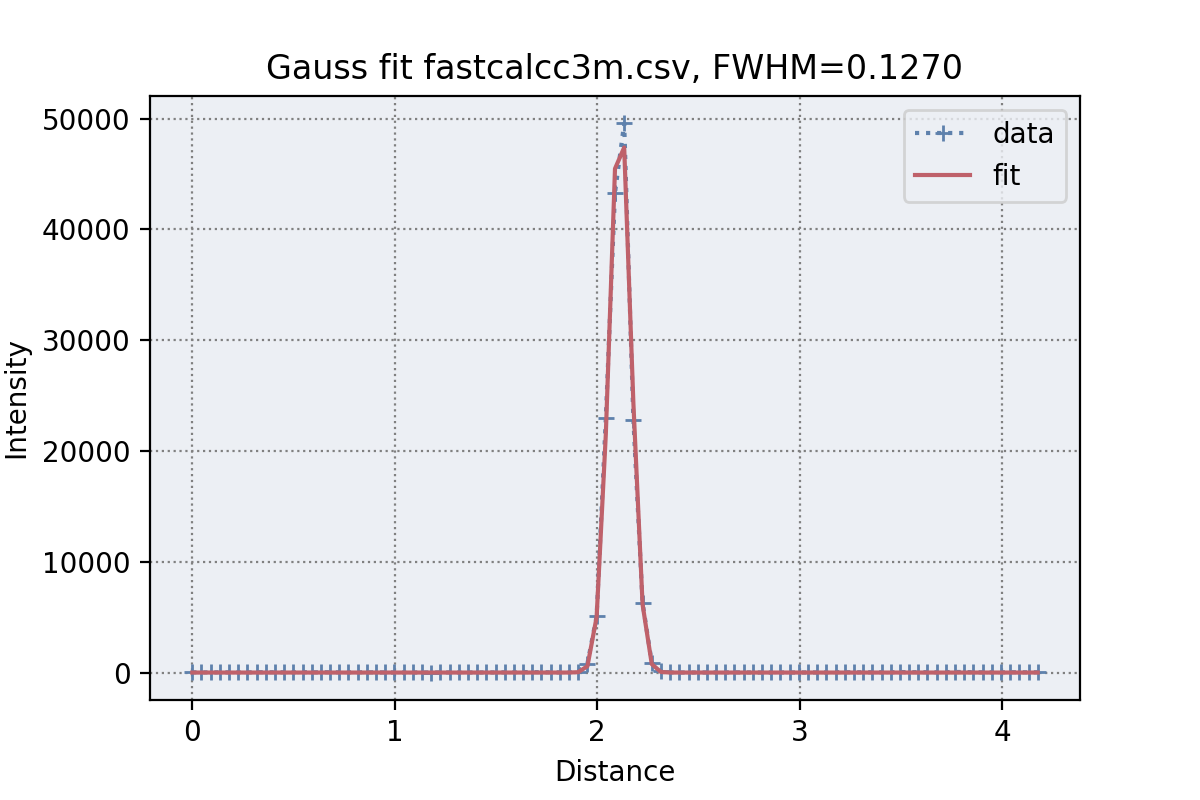 Gauss fit fastcalcc3m.csv, FWHM=0.1270
50000
40000
30000
20000
10000
0
Intensity
data
fit
0 1 2 3 4
Distance